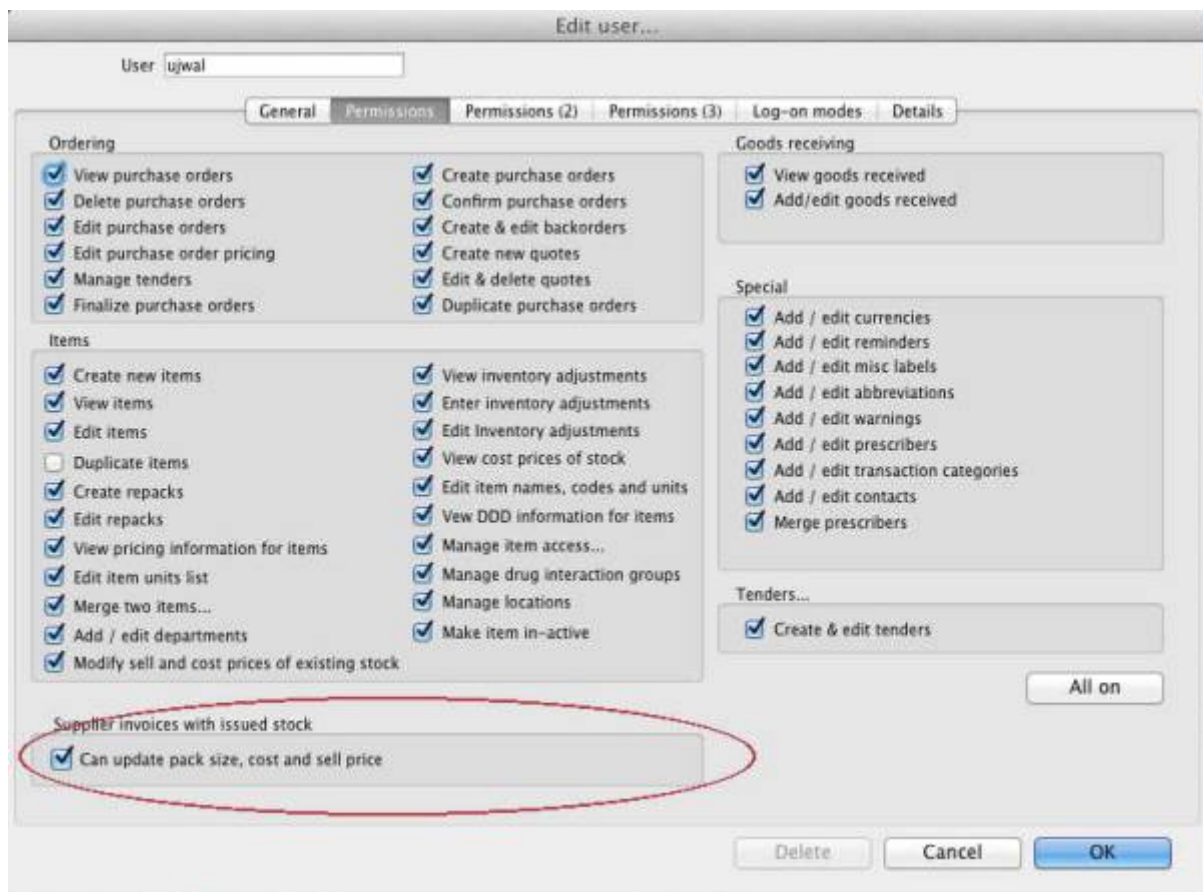 Edit user...
User ujwal
General Permissions Permissions (2) Permissions (3) Log-on modes Details
Ordering
View purchase orders
Delete purchase orders
Edit purchase orders
Edit purchase order pricing
Manage tenders
Finalize purchase orders
Create purchase orders
Confirm purchase orders
Create & edit backorders
Create new quotes
Edit & delete quotes
Duplicate purchase orders
Items
Create new items
View items
Edit items
Duplicate items
Create repacks
Edit repacks
View pricing information for items
Edit item units list
Merge two items...
Add / edit departments
Modify sell and cost prices of existing stock
View inventory adjustments
Enter inventory adjustments
Edit Inventory adjustments
View cost prices of stock
Edit item names, codes and units
Vew DDD information for items
Manage item access...
Manage drug interaction groups
Manage locations
Make item in-active
Supplier invoices with issued stock
Can update pack size, cost and sell price
Goods receiving
View goods received
Add/edit goods received
Special
Add / edit currencies
Add / edit reminders
Add / edit misc labels
Add / edit abbreviations
Add / edit warnings
Add / edit prescribers
Add / edit transaction categories
Add / edit contacts
Merge prescribers
Tenders...
Create & edit tenders
All on
Delete Cancel OK